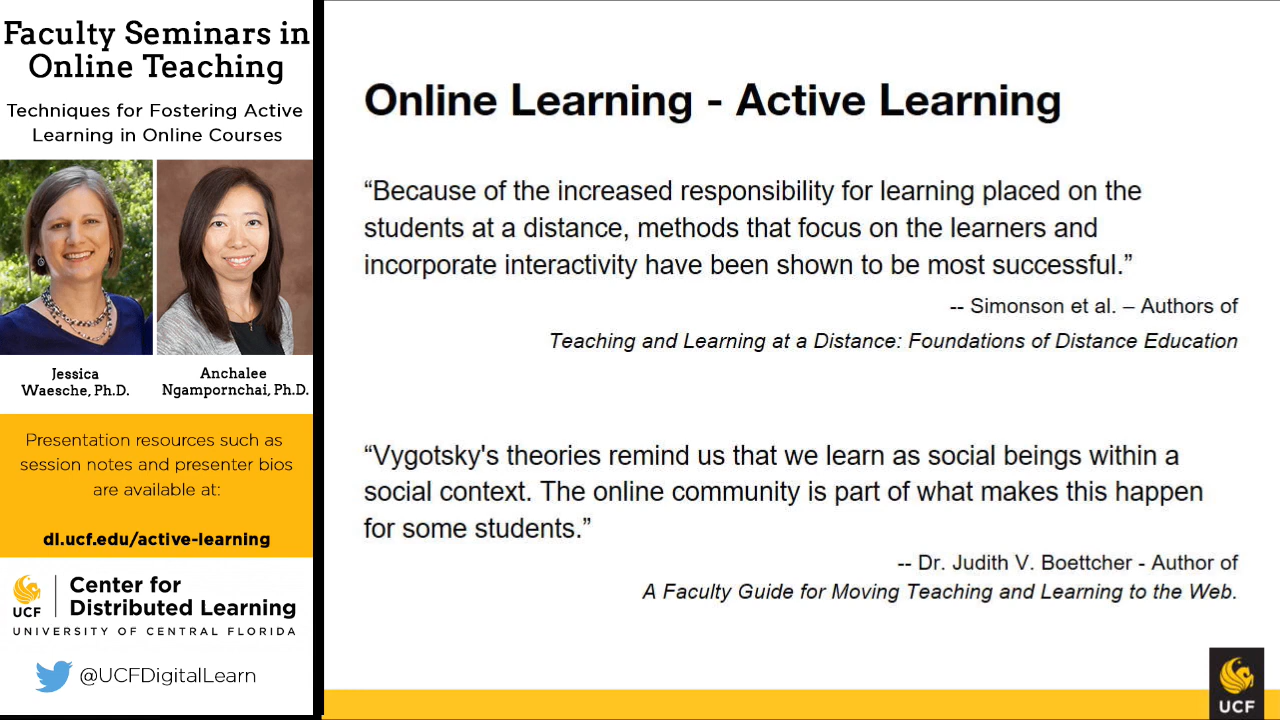 Faculty Seminars in
Online Teaching
Techniques for Fostering Active
Learning in Online Courses
Jessica
Waesche, Ph.D.
Anchalee
Ngampornchai, Ph.D.
Presentation resources such as
session notes and presenter bios
are available at:
dl.ucf.edu/active-learning
UCF
Center for
Distributed Learning
UNIVERSITY OF CENTRAL FLORIDA
@UCFDigitalLearn
Online Learning - Active Learning
“Because of the increased responsibility for learning placed on the
students at a distance, methods that focus on the learners and
incorporate interactivity have been shown to be most successful.”
-- Simonson et al. – Authors of
Teaching and Learning at a Distance: Foundations of Distance Education
“Vygotsky's theories remind us that we learn as social beings within a
social context. The online community is part of what makes this happen
for some students.”
-- Dr. Judith V. Boettcher - Author of
A Faculty Guide for Moving Teaching and Learning to the Web.
UCF